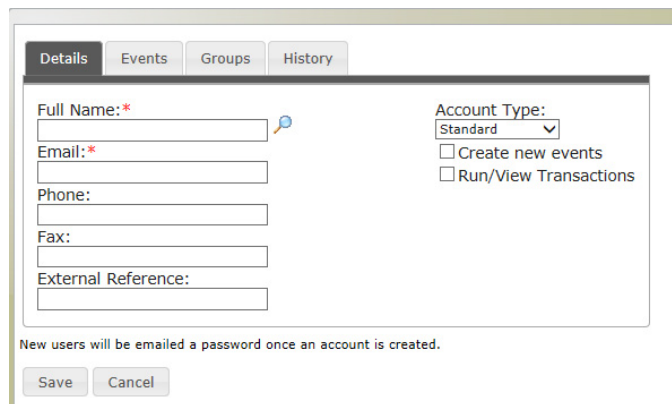 Details Events Groups History
Full Name:*
Email:*
Phone:
Fax:
External Reference:
Account Type:
Standard
Create new events
Run/View Transactions
New users will be emailed a password once an account is created.
Save Cancel